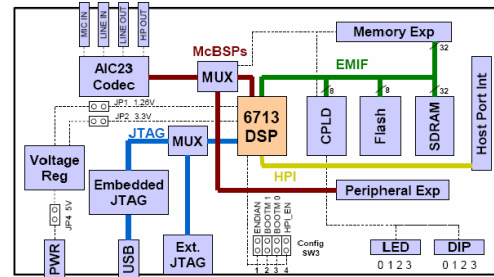 MIC IN
LINE IN
LINE OUT
HP OUT
AIC23
Codec
McBSPs
MUX
Memory Exp
32
EMIF
8
8
32
JP1 1.26V
JP2 3.3V
6713
DSP
CPLD
Flash
SDRAM
Host Port Int
JTAG
MUX
Voltage
Reg
HPI
Embedded
JTAG
Peripheral Exp
JP4 5V
ENDIAN
BOOTM 1
BOOTM 0
HPI_EN
Config
SW3
1 2 3 4
PWR
USB
Ext.
JTAG
LED
DIP
0 1 2 3
0 1 2 3